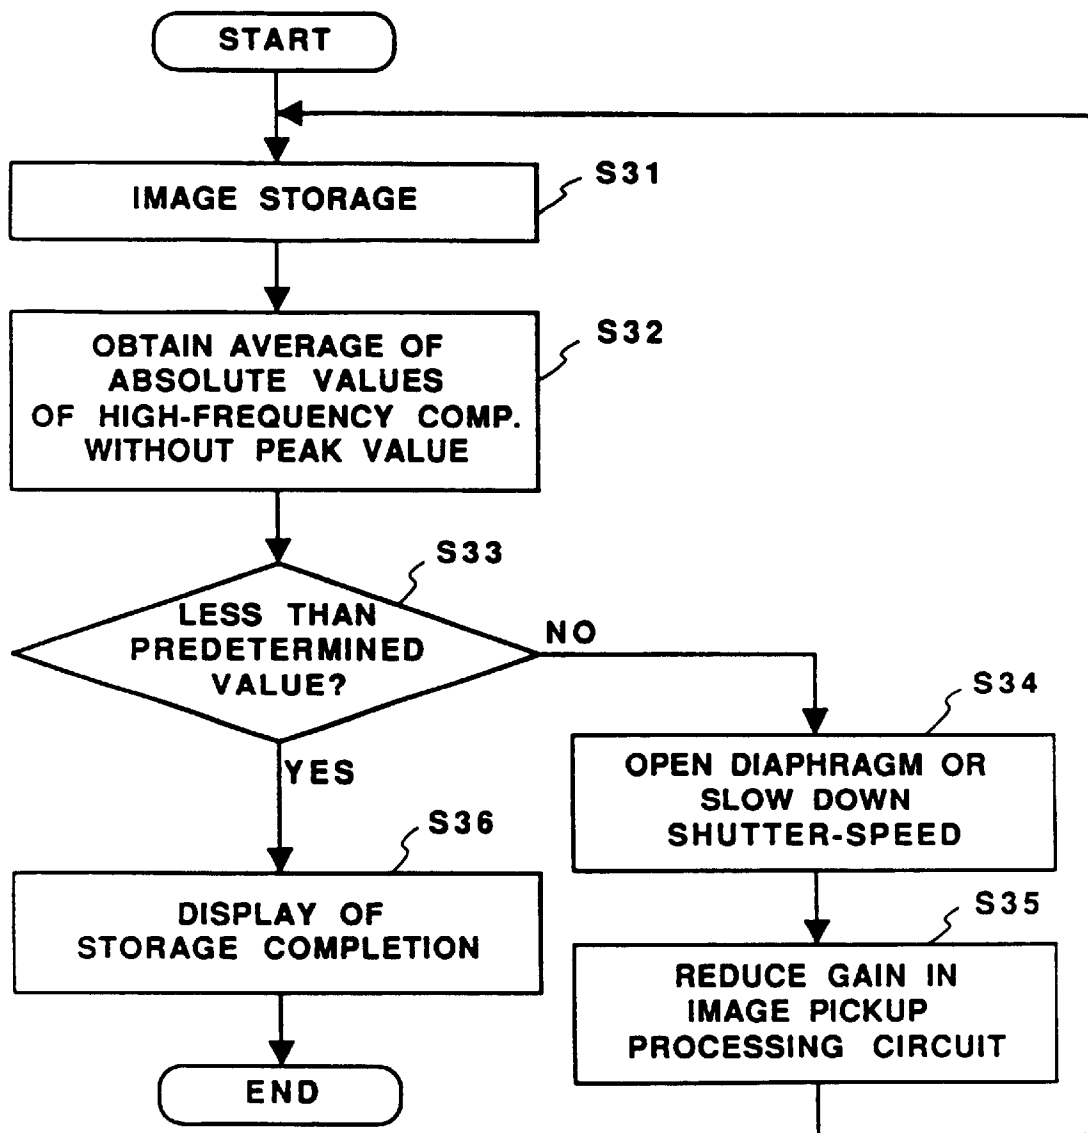 START
IMAGE STORAGE
S31
OBTAIN AVERAGE OF
ABSOLUTE VALUES
OF HIGH-FREQUENCY COMP.
WITHOUT PEAK VALUE
S32
S33
LESS THAN
PREDETERMINED
VALUE?
NO
YES
S34
OPEN DIAPHRAGM OR
SLOW DOWN
SHUTTER-SPEED
S35
REDUCE GAIN IN
IMAGE PICKUP
PROCESSING CIRCUIT
S36
DISPLAY OF
STORAGE COMPLETION
END